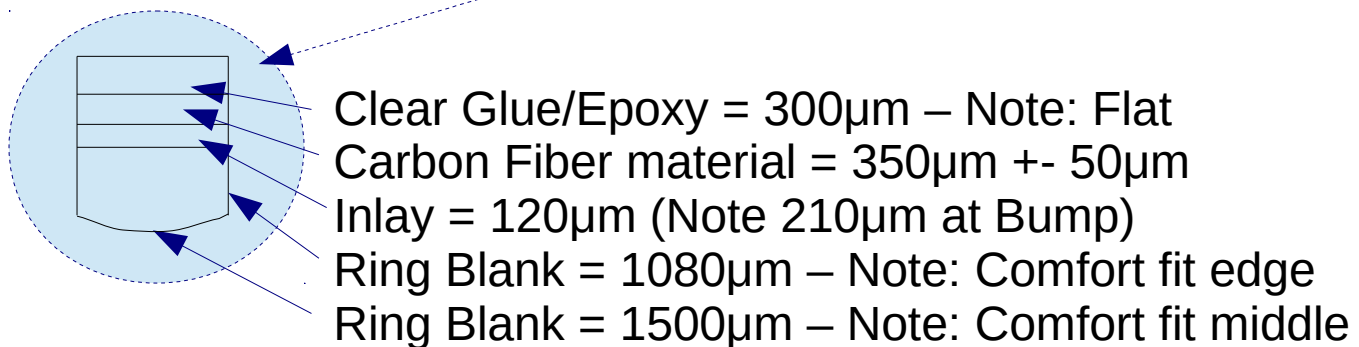 Clear Glue/Epoxy = 300μm – Note: Flat
Carbon Fiber material = 350μm +- 50μm
Inlay = 120μm (Note 210μm at Bump)
Ring Blank = 1080μm – Note: Comfort fit edge
Ring Blank = 1500μm – Note: Comfort fit middle